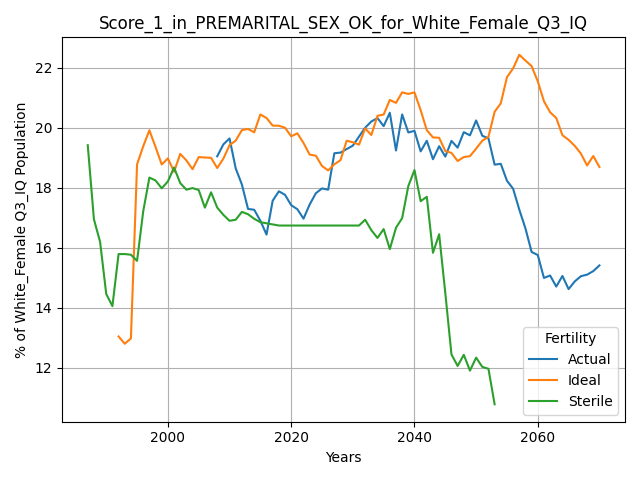 Score_1_in_PREMARITAL_SEX_OK_for_White_Female_Q3_IQ
% of White_Female Q3_IQ Population
22
20
18
16
14
12
2000
2020
2040
2060
Years
Fertility
Actual
Ideal
Sterile